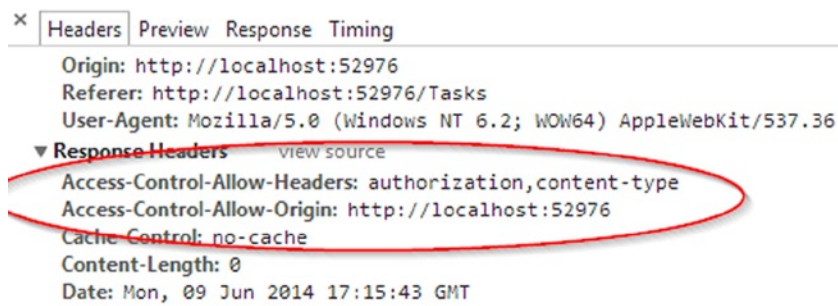 × Headers Preview Response Timing
Origin: http://localhost:52976
Referer: http://localhost:52976/Tasks
User-Agent: Mozilla/5.0 (Windows NT 6.2; WOW64) AppleWebKit/537.36
▼ Response Headers view source
Access-Control-Allow-Headers: authorization,content-type
Access-Control-Allow-Origin: http://localhost:52976
Cache-Control: no-cache
Content-Length: 0
Date: Mon, 09 Jun 2014 17:15:43 GMT